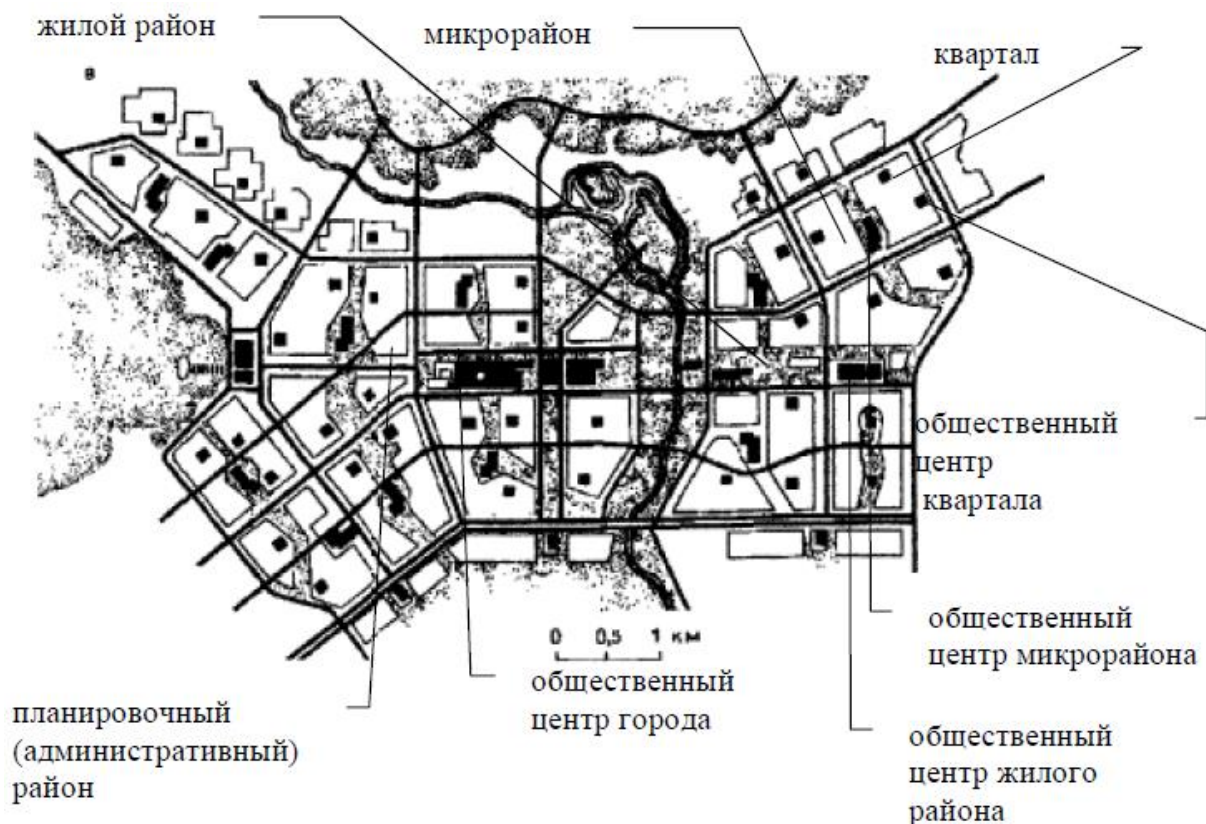 жилой район
микрорайон
квартал
в
общественный
центр
квартала
0 0,5 1 км
общественный
центр микрорайона
общественный
центр города
планировочный
(административный)
район
общественный
центр жилого
района